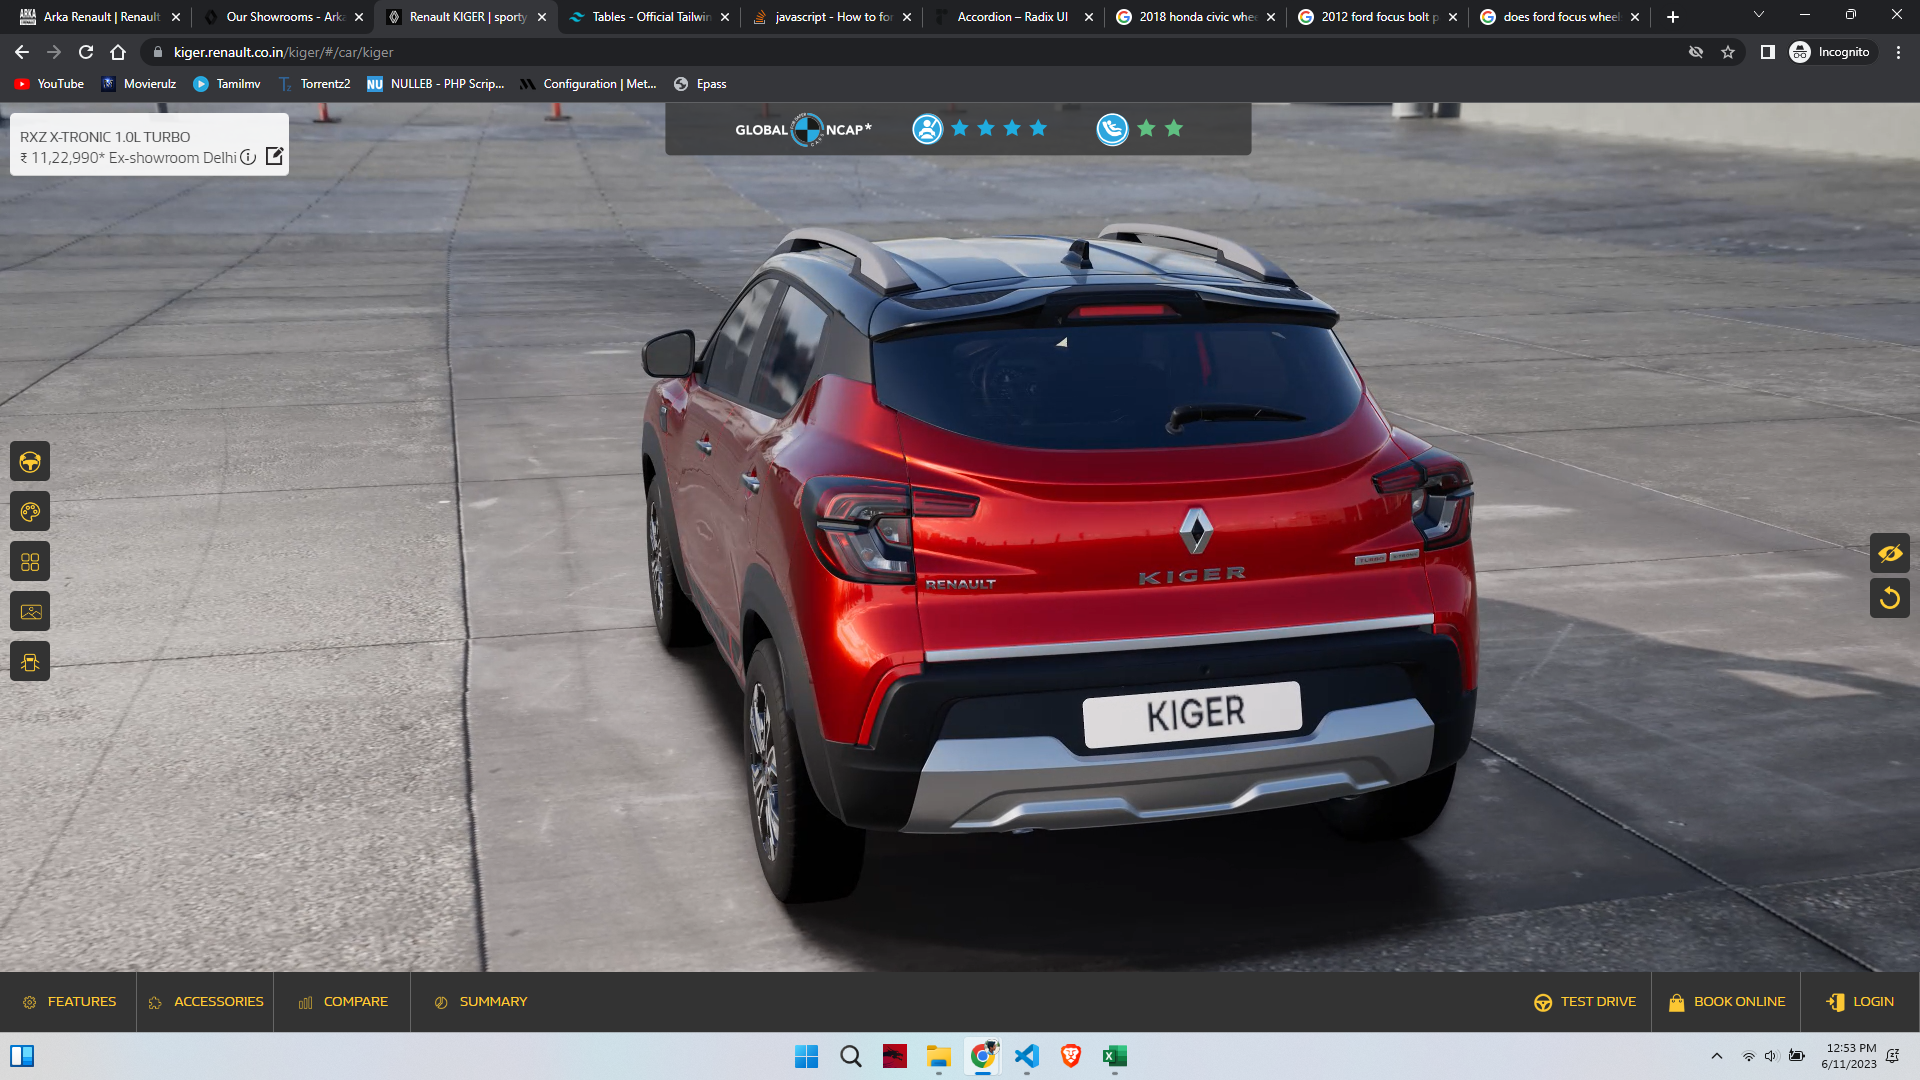 Arka Renault | Renault
Our Showrooms - Arka
Renault KIGER | sporty
Tables - Official Tailwin
javascript - How to for
Accordion – Radix UI
2018 honda civic whee
2012 ford focus bolt p
does ford focus wheel
kiger.renault.co.in/kiger/#/car/kiger
Incognito
YouTube
Movierulz
Tamilmv
Torrentz2
NULLEB - PHP Scrip...
Configuration | Met...
Epass
RXZ X-TRONIC 1.0L TURBO
₹ 11,22,990* Ex-showroom Delhi
GLOBAL NCAP*
RENAULT
KIGER
TURBO
KIGER
FEATURES
ACCESSORIES
COMPARE
SUMMARY
TEST DRIVE
BOOK ONLINE
LOGIN
12:53 PM
6/11/2023